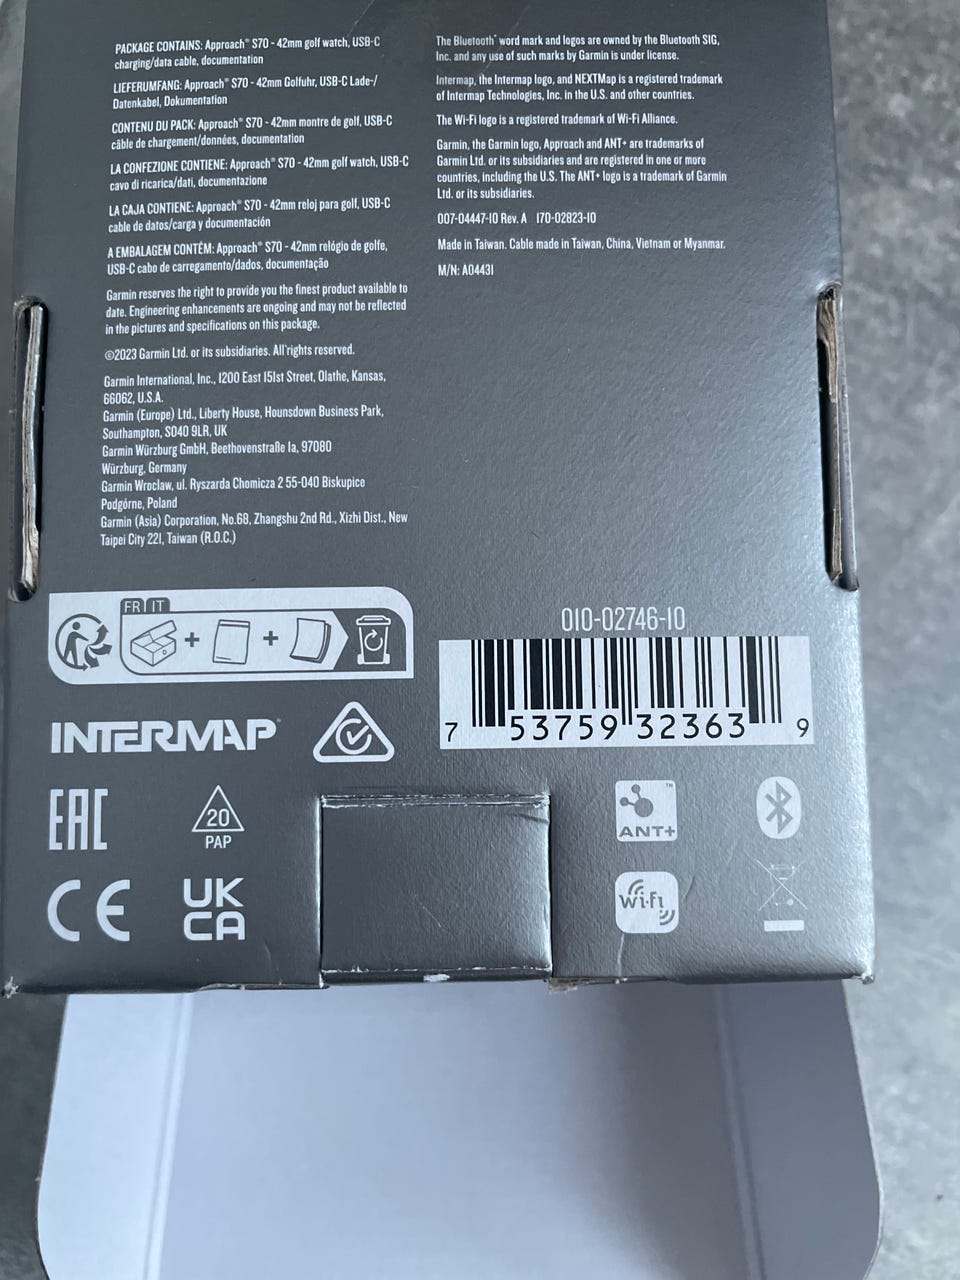 PACKAGE CONTAINS: Approach® S70 - 42mm golf watch, USB-C
charging/data cable, documentation
LIEFERUMFANG: Approach® S70 - 42mm Golfuhr, USB-C Lade-/
Datenkabel, Dokumentation
CONTENU DU PACK: Approach® S70 - 42mm montre de golf, USB-C
câble de chargement/données, documentation
LA CONFEZIONE CONTIENE: Approach® S70 - 42mm golf watch, USB-C
cavo di ricarica/dati, documentazione
LA CAJA CONTIENE: Approach® S70 - 42mm reloj para golf, USB-C
cable de datos/carga y documentación
A EMBALAGEM CONTÉM: Approach® S70 - 42mm relógio de golfe,
USB-C cabo de carregamento/dados, documentação
Garmin reserves the right to provide you the finest product available to
date. Engineering enhancements are ongoing and may not be reflected
in the pictures and specifications on this package.
©2023 Garmin Ltd. or its subsidiaries. All rights reserved.
Garmin International, Inc., 1200 East 151st Street, Olathe, Kansas,
66062, U.S.A.
Garmin (Europe) Ltd., Liberty House, Hounsdown Business Park,
Southampton, SO40 9LR, UK
Garmin Würzburg GmbH, Beethovenstraße 1a, 97080
Würzburg, Germany
Garmin Wroclaw, ul. Ryszarda Chomicza 2 55-040 Biskupice
Podgórne, Poland
Garmin (Asia) Corporation, No.68, Zhangshu 2nd Rd., Xizhi Dist., New
Taipei City 221, Taiwan (R.O.C.)
The Bluetooth® word mark and logos are owned by the Bluetooth SIG,
Inc. and any use of such marks by Garmin is under license.
Intermap, the Intermap logo, and NEXTMap is a registered trademark
of Intermap Technologies, Inc. in the U.S. and other countries.
The Wi-Fi logo is a registered trademark of Wi-Fi Alliance.
Garmin, the Garmin logo, Approach and ANT+ are trademarks of
Garmin Ltd. or its subsidiaries and are registered in one or more
countries, including the U.S. The ANT+ logo is a trademark of Garmin
Ltd. or its subsidiaries.
007-04447-10 Rev. A 170-02823-10
Made in Taiwan. Cable made in Taiwan, China, Vietnam or Myanmar.
M/N: A04431
FR IT
010-02746-10
7 53759 32363 9
INTERMAP®
EAC
20
PAP
ANT+™
CE
UK
CA
Wi-Fi